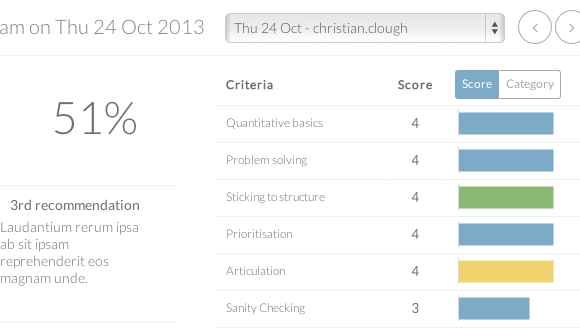 am on Thu 24 Oct 2013
Thu 24 Oct - christian.clough
51%
3rd recommendation
Laudantium rerum ipsa
ab sit ipsam
reprehenderit eos
magnam unde.
Criteria Score Score Category
Quantitative basics 4
Problem solving 4
Sticking to structure 4
Prioritisation 4
Articulation 4
Sanity Checking 3